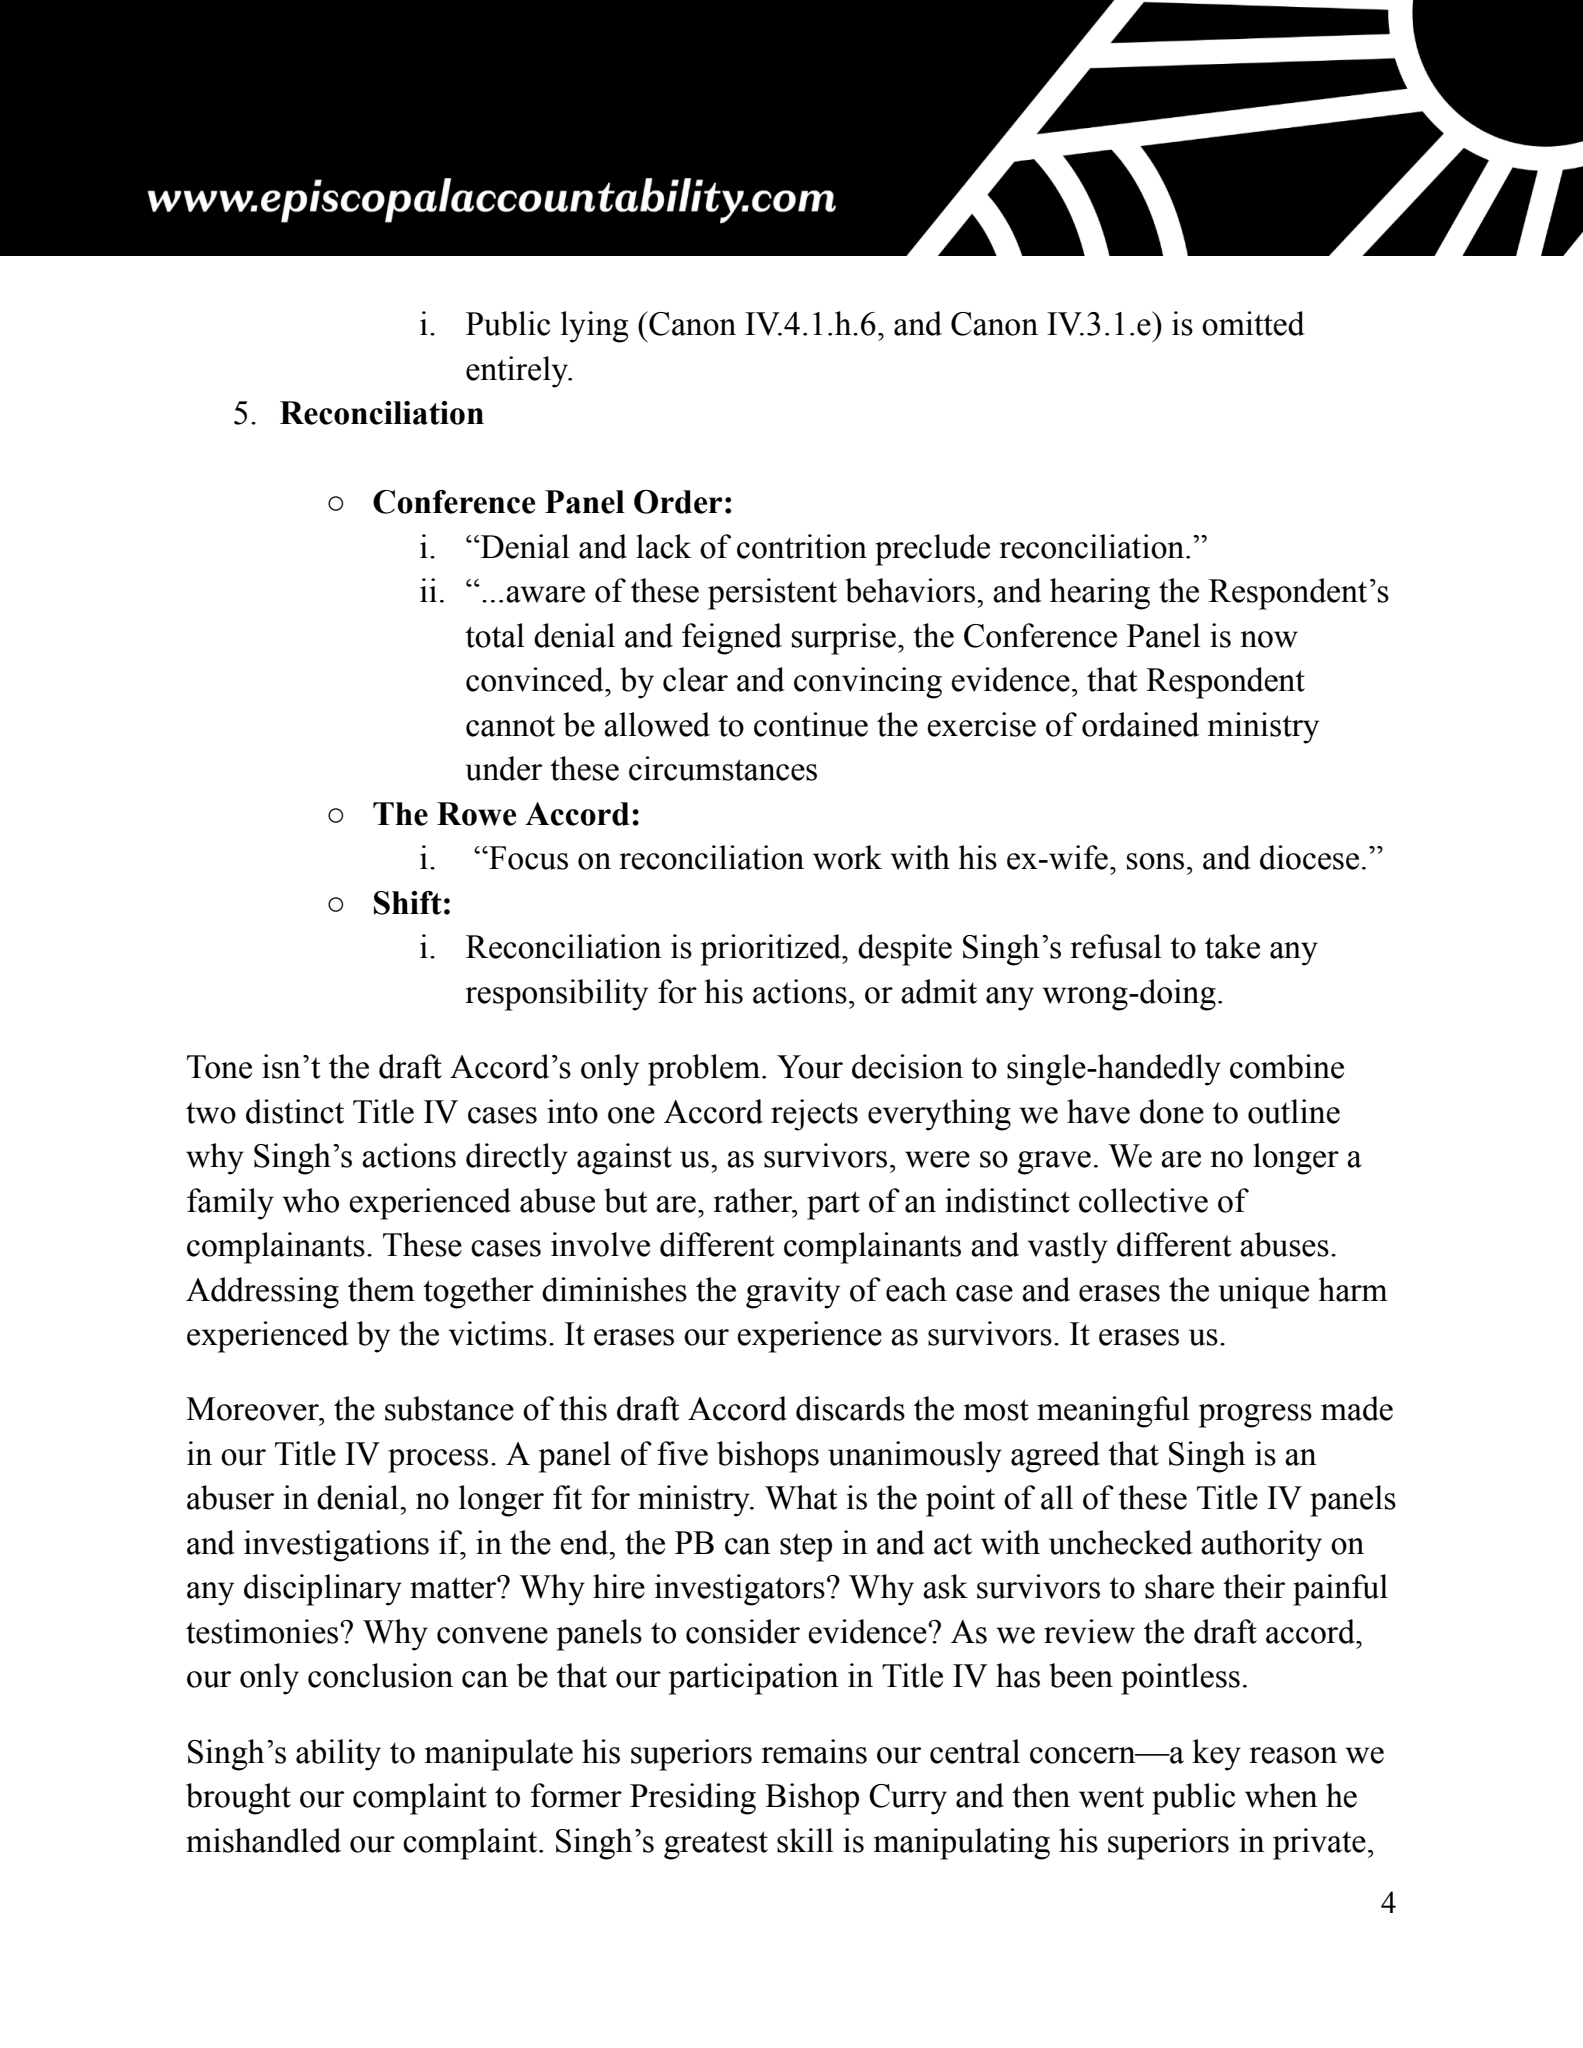 www.episcopalaccountability.com
i. Public lying (Canon IV.4.1.h.6, and Canon IV.3.1.e) is omitted
entirely.
5. Reconciliation
○ Conference Panel Order:
i. “Denial and lack of contrition preclude reconciliation.”
ii. “...aware of these persistent behaviors, and hearing the Respondent’s
total denial and feigned surprise, the Conference Panel is now
convinced, by clear and convincing evidence, that Respondent
cannot be allowed to continue the exercise of ordained ministry
under these circumstances
○ The Rowe Accord:
i. “Focus on reconciliation work with his ex-wife, sons, and diocese.”
○ Shift:
i. Reconciliation is prioritized, despite Singh’s refusal to take any
responsibility for his actions, or admit any wrong-doing.
Tone isn’t the draft Accord’s only problem. Your decision to single-handedly combine
two distinct Title IV cases into one Accord rejects everything we have done to outline
why Singh’s actions directly against us, as survivors, were so grave. We are no longer a
family who experienced abuse but are, rather, part of an indistinct collective of
complainants. These cases involve different complainants and vastly different abuses.
Addressing them together diminishes the gravity of each case and erases the unique harm
experienced by the victims. It erases our experience as survivors. It erases us.
Moreover, the substance of this draft Accord discards the most meaningful progress made
in our Title IV process. A panel of five bishops unanimously agreed that Singh is an
abuser in denial, no longer fit for ministry. What is the point of all of these Title IV panels
and investigations if, in the end, the PB can step in and act with unchecked authority on
any disciplinary matter? Why hire investigators? Why ask survivors to share their painful
testimonies? Why convene panels to consider evidence? As we review the draft accord,
our only conclusion can be that our participation in Title IV has been pointless.
Singh’s ability to manipulate his superiors remains our central concern—a key reason we
brought our complaint to former Presiding Bishop Curry and then went public when he
mishandled our complaint. Singh’s greatest skill is manipulating his superiors in private,
4